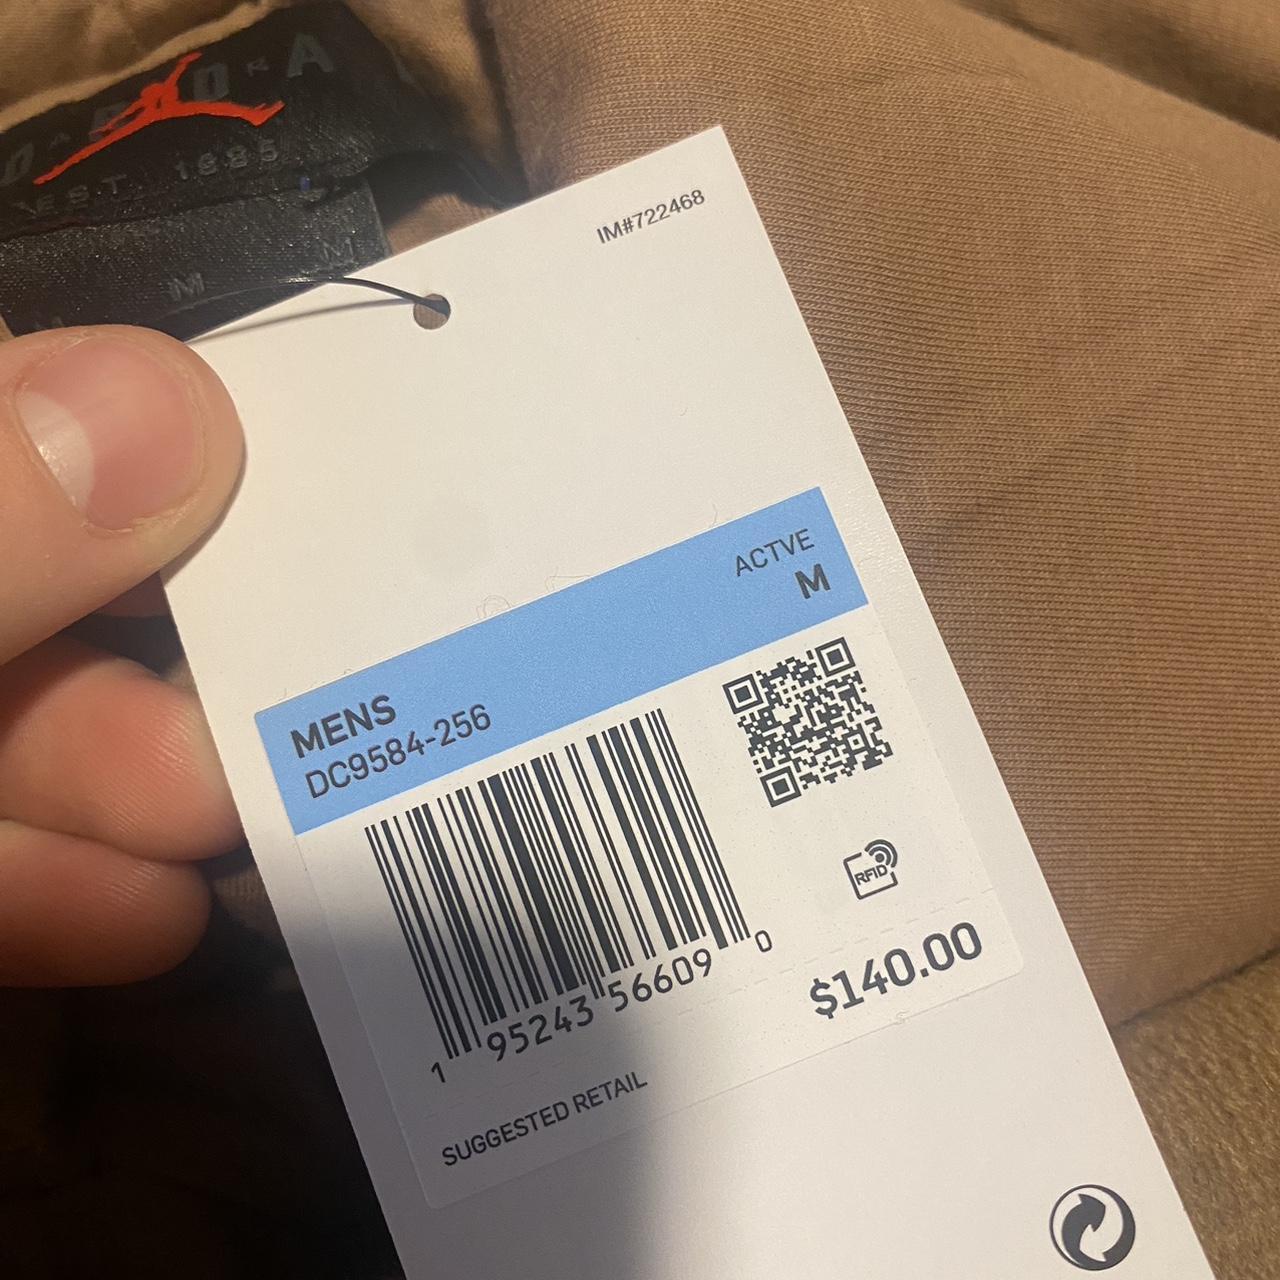 EST. 1985
M
M
IM#722468
ACTVE
M
MENS
DC9584-256
RFID
1 95243 56609 0
$140.00
SUGGESTED RETAIL